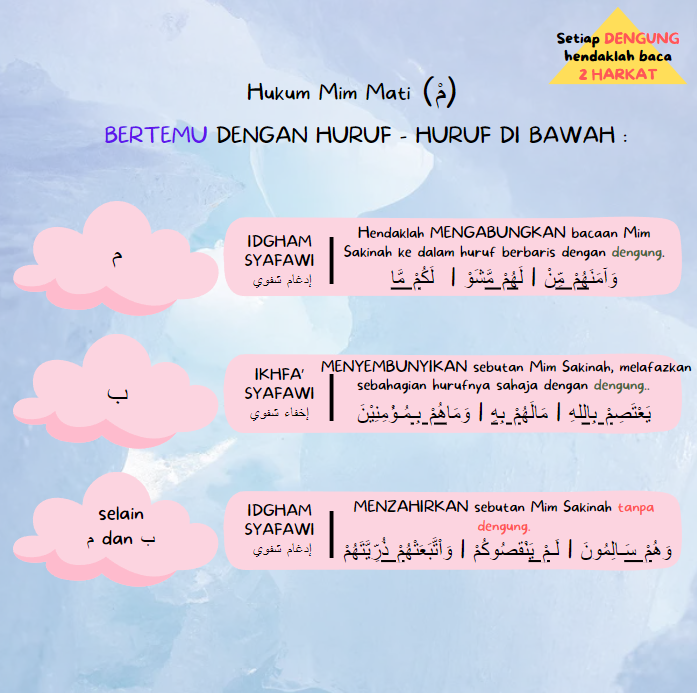 Setiap DENGUNG
hendaklah baca
2 HARKAT
Hukum Mim Mati (مْ)
BERTEMU DENGAN HURUF - HURUF DI BAWAH :
م
IDGHAM
SYAFAWI
إدغام شفوي
Hendaklah MENGABUNGKAN bacaan Mim
Sakinah ke dalam huruf berbaris dengan dengung.
وَآمَنَهُمْ مِّنْ | لَهُمْ مَّشَوْ | لَكُمْ مَّا
ب
IKHFA'
SYAFAWI
إخفاء شفوي
MENYEMBUNYIKAN sebutan Mim Sakinah, melafazkan
sebahagian hurufnya sahaja dengan dengung..
يَعْتَصِمْ بِاللهِ | مَالَهُمْ بِهِ | وَمَاهُمْ بِمُـؤْمِنِيْنَ
selain
م dan ب
IDGHAM
SYAFAWI
إدغام شفوي
MENZAHIRKAN sebutan Mim Sakinah tanpa
dengung.
وَهُمْ سَـالِمُونَ | لَـمْ يَنْقُصُوكُمْ | وَاتَّبَعَتْهُمْ ذُرِّيَّتَهُمْ